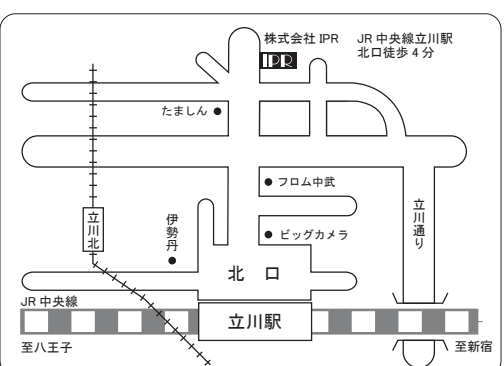 株式会社 IPR
JR 中央線立川駅
北口徒歩 4 分
IPR
たましん
フロム中武
立川北
伊勢丹
ビッグカメラ
立川通り
北 口
JR 中央線
立川駅
至八王子
至新宿